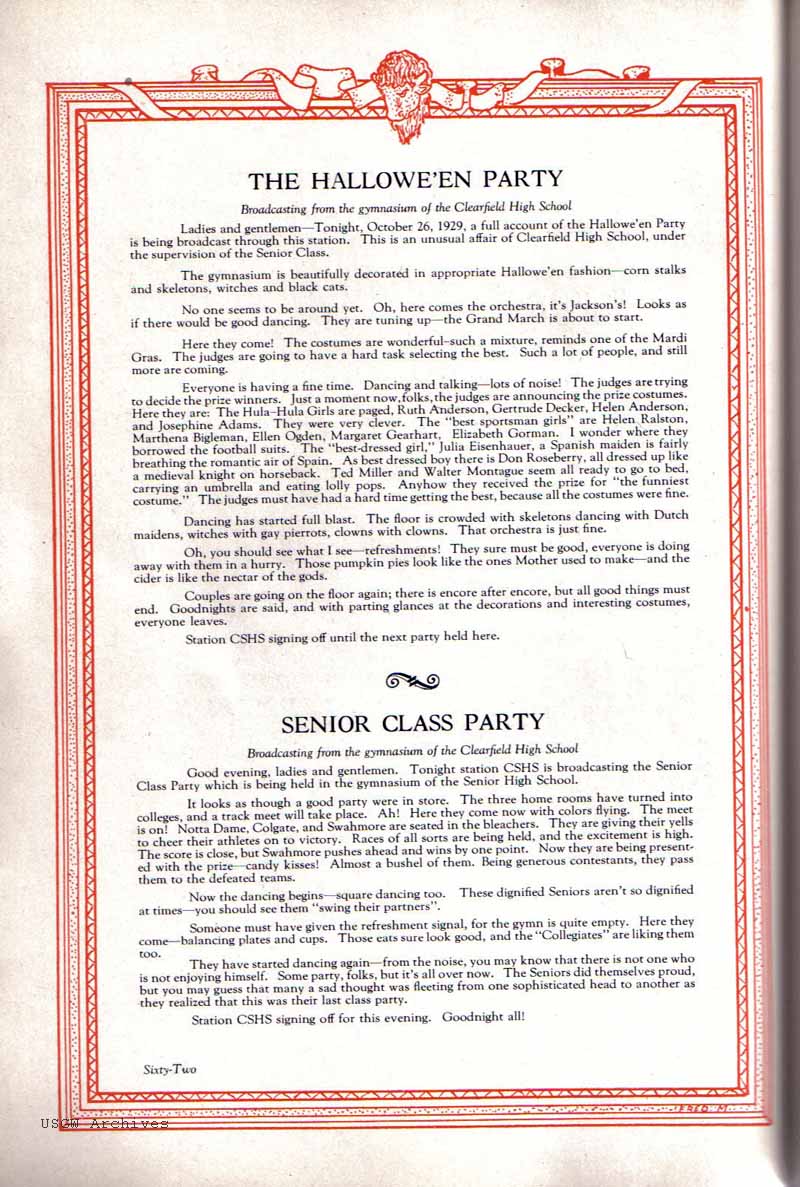 THE HALLOWE'EN PARTY
Broadcasting from the gymnasium of the Clearfield High School
Ladies and gentlemen—Tonight, October 26, 1929, a full account of the Hallowe'en Party
is being broadcast through this station. This is an unusual affair of Clearfield High School, under
the supervision of the Senior Class.
The gymnasium is beautifully decorated in appropriate Hallowe'en fashion—corn stalks
and skeletons, witches and black cats.
No one seems to be around yet. Oh, here comes the orchestra, it's Jackson's! Looks as
if there would be good dancing. They are tuning up—the Grand March is about to start.
Here they come! The costumes are wonderful-such a mixture, reminds one of the Mardi
Gras. The judges are going to have a hard task selecting the best. Such a lot of people, and still
more are coming.
Everyone is having a fine time. Dancing and talking—lots of noise! The judges are trying
to decide the prize winners. Just a moment now, folks, the judges are announcing the prize costumes.
Here they are: The Hula-Hula Girls are paged, Ruth Anderson, Gertrude Decker, Helen Anderson,
and Josephine Adams. They were very clever. The "best sportsman girls" are Helen Ralston,
Marthena Bigleman, Ellen Ogden, Margaret Gearhart, Elizabeth Gorman. I wonder where they
borrowed the football suits. The "best-dressed girl," Julia Eisenhauer, a Spanish maiden is fairly
breathing the romantic air of Spain. As best dressed boy there is Don Roseberry, all dressed up like
a medieval knight on horseback. Ted Miller and Walter Montague seem all ready to go to bed,
carrying an umbrella and eating lolly pops. Anyhow they received the prize for "the funniest
costume." The judges must have had a hard time getting the best, because all the costumes were fine.
Dancing has started full blast. The floor is crowded with skeletons dancing with Dutch
maidens, witches with gay pierrots, clowns with clowns. That orchestra is just fine.
Oh, you should see what I see—refreshments! They sure must be good, everyone is doing
away with them in a hurry. Those pumpkin pies look like the ones Mother used to make—and the
cider is like the nectar of the gods.
Couples are going on the floor again; there is encore after encore, but all good things must
end. Goodnights are said, and with parting glances at the decorations and interesting costumes,
everyone leaves.
Station CSHS signing off until the next party held here.
SENIOR CLASS PARTY
Broadcasting from the gymnasium of the Clearfield High School
Good evening, ladies and gentlemen. Tonight station CSHS is broadcasting the Senior
Class Party which is being held in the gymnasium of the Senior High School.
It looks as though a good party were in store. The three home rooms have turned into
colleges, and a track meet will take place. Ah! Here they come now with colors flying. The meet
is on! Notta Dame, Colgate, and Swahmore are seated in the bleachers. They are giving their yells
to cheer their athletes on to victory. Races of all sorts are being held, and the excitement is high.
The score is close, but Swahmore pushes ahead and wins by one point. Now they are being present-
ed with the prize—candy kisses! Almost a bushel of them. Being generous contestants, they pass
them to the defeated teams.
Now the dancing begins—square dancing too. These dignified Seniors aren't so dignified
at times—you should see them "swing their partners".
Someone must have given the refreshment signal, for the gymn is quite empty. Here they
come—balancing plates and cups. Those eats sure look good, and the "Collegiates" are liking them
too.
They have started dancing again—from the noise, you may know that there is not one who
is not enjoying himself. Some party, folks, but it's all over now. The Seniors did themselves proud,
but you may guess that many a sad thought was fleeting from one sophisticated head to another as
they realized that this was their last class party.
Station CSHS signing off for this evening. Goodnight all!
Sixty-Two
FRED M.
USGW Archives